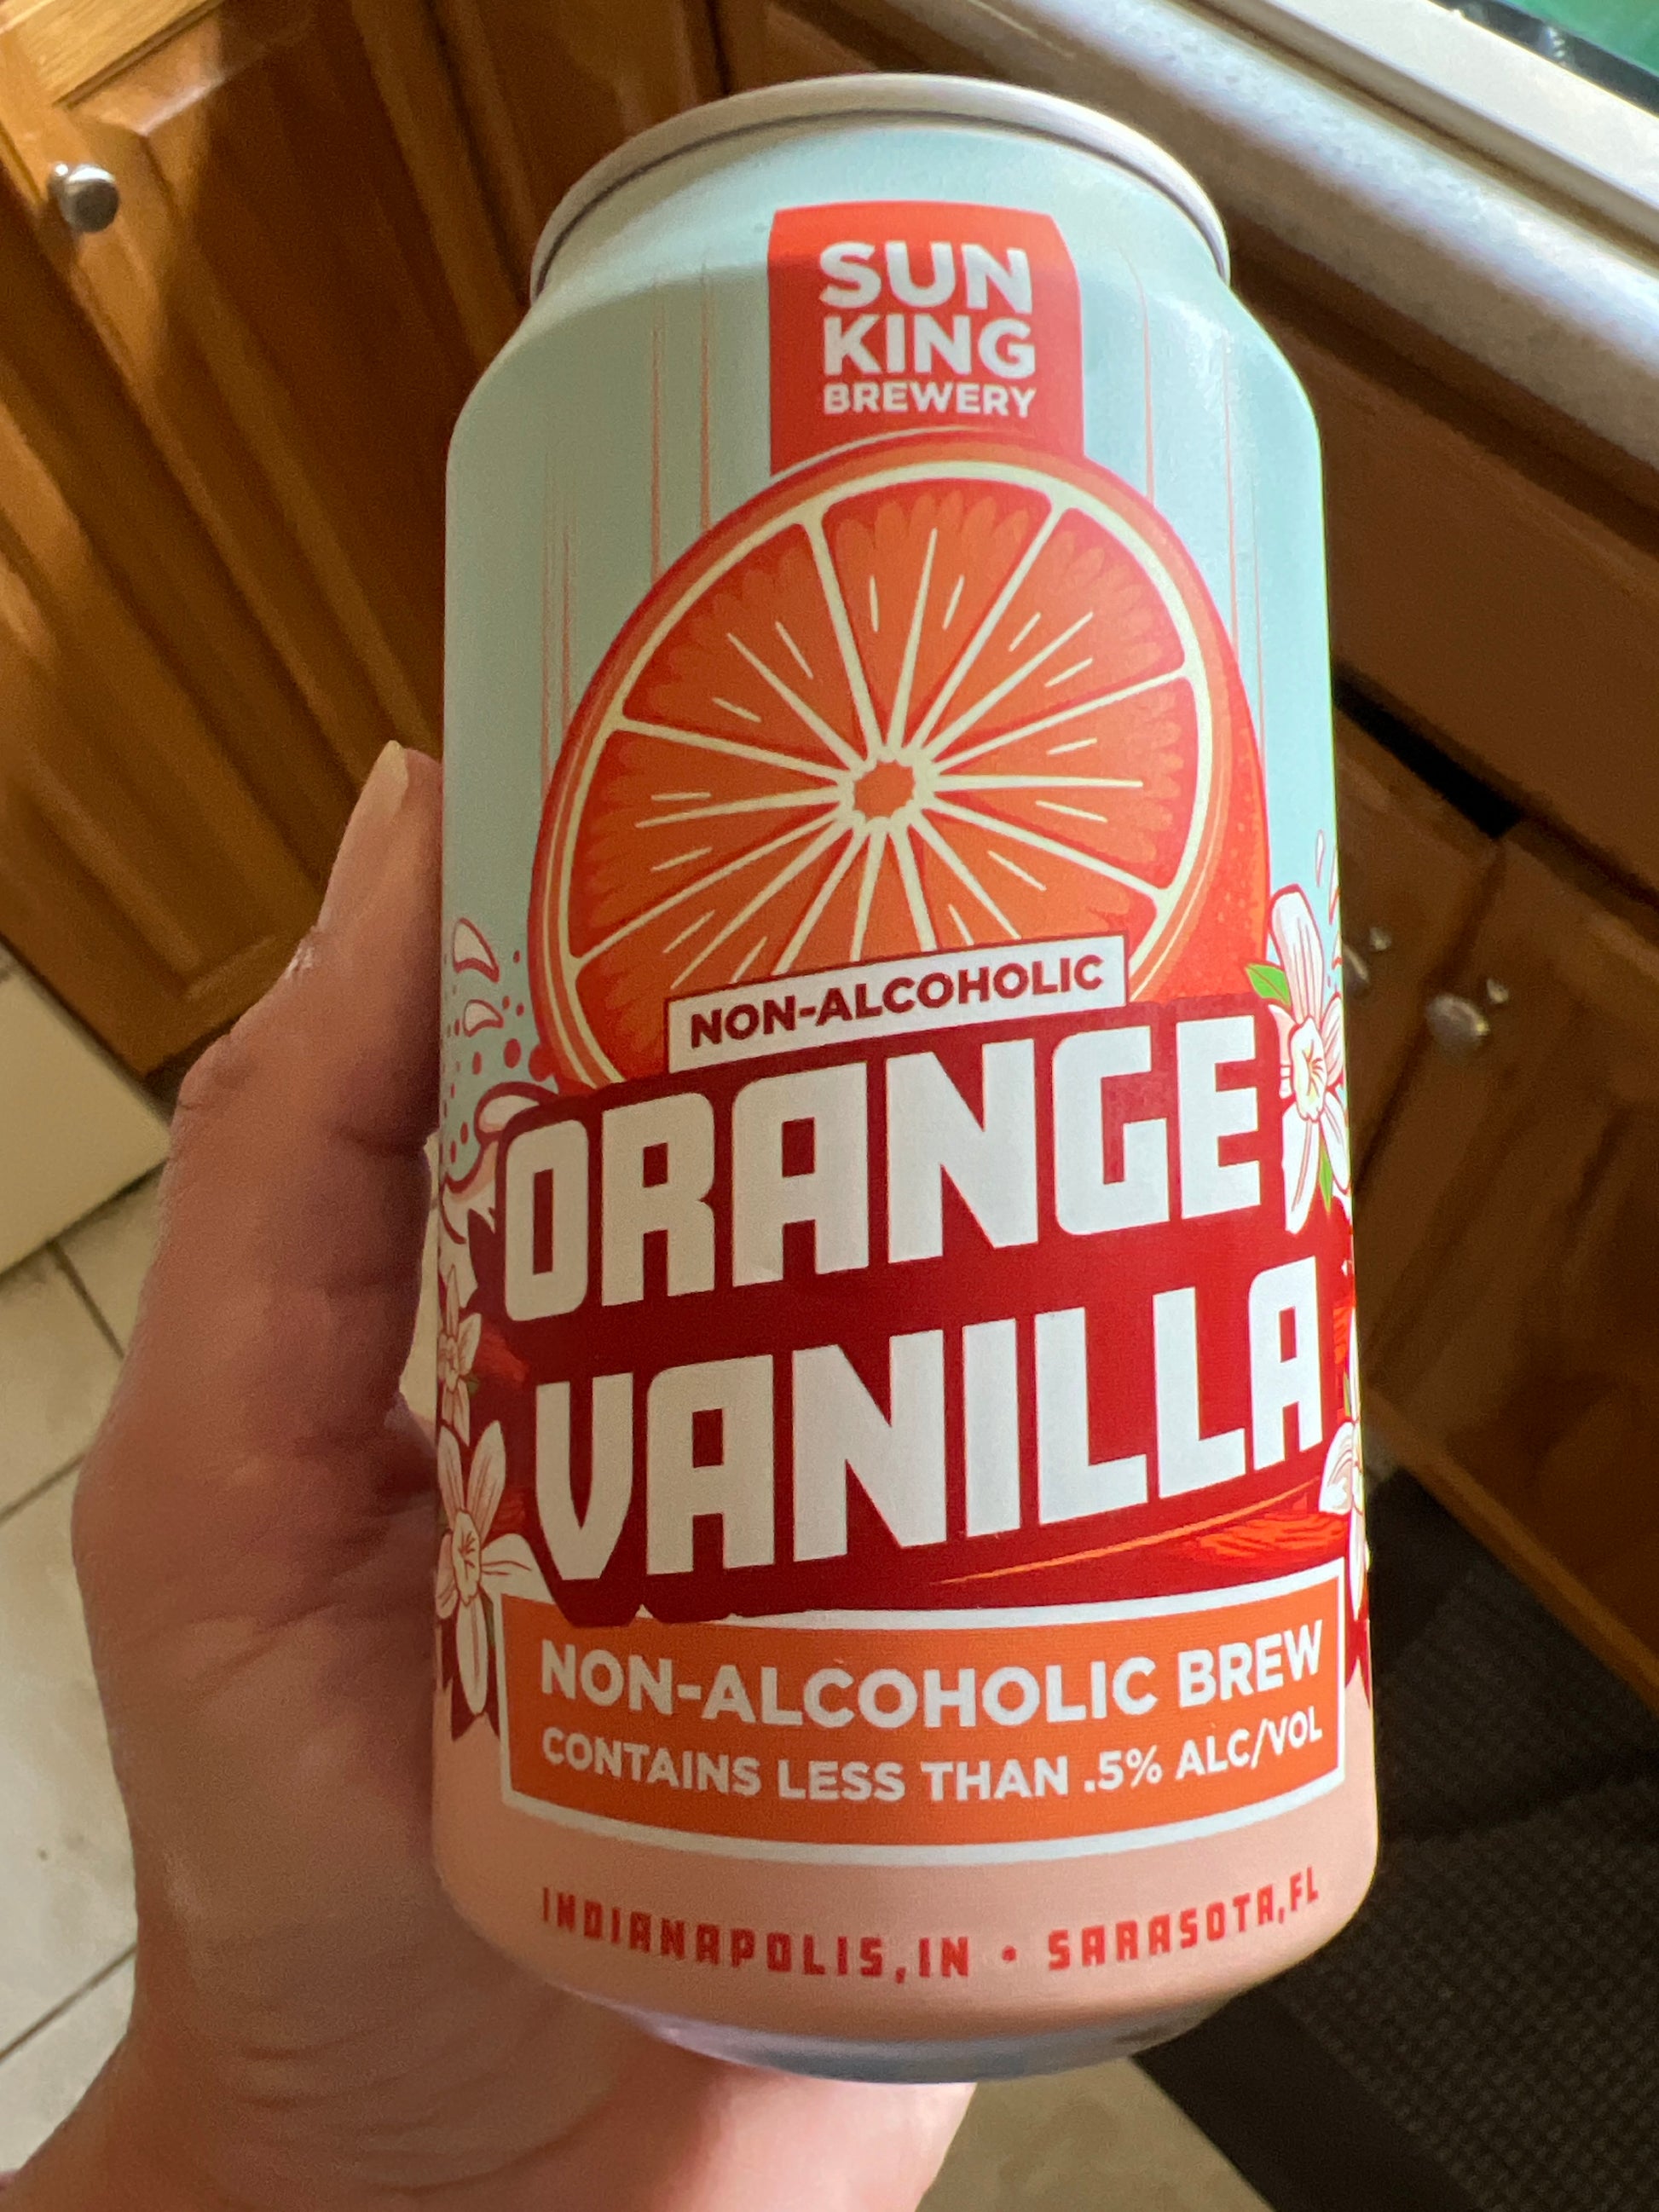 SUN
KING
BREWERY
NON-ALCOHOLIC
ORANGE
VANILLA
NON-ALCOHOLIC BREW
CONTAINS LESS THAN .5% ALC/VOL
INDIANAPOLIS, IN • SARASOTA, FL